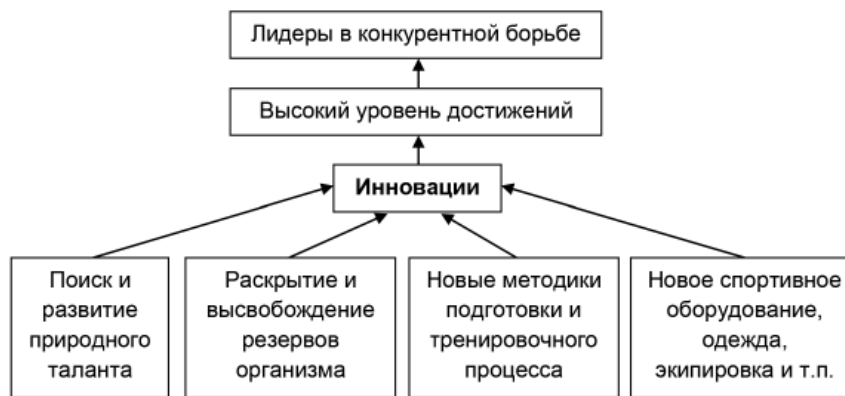 Лидеры в конкурентной борьбе
Высокий уровень достижений
Инновации
Поиск и
развитие
природного
таланта
Раскрытие и
высвобождение
резервов
организма
Новые методики
подготовки и
тренировочного
процесса
Новое спортивное
оборудование,
одежда,
экипировка и т.п.